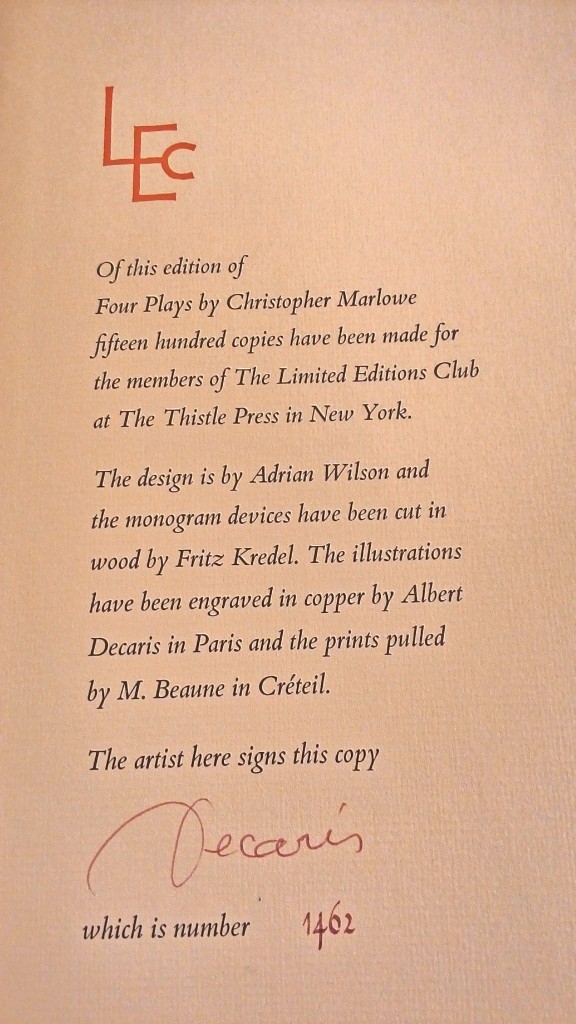 LEC
Of this edition of
Four Plays by Christopher Marlowe
fifteen hundred copies have been made for
the members of The Limited Editions Club
at The Thistle Press in New York.
The design is by Adrian Wilson and
the monogram devices have been cut in
wood by Fritz Kredel. The illustrations
have been engraved in copper by Albert
Decaris in Paris and the prints pulled
by M. Beaune in Créteil.
The artist here signs this copy
Decaris
which is number 1462